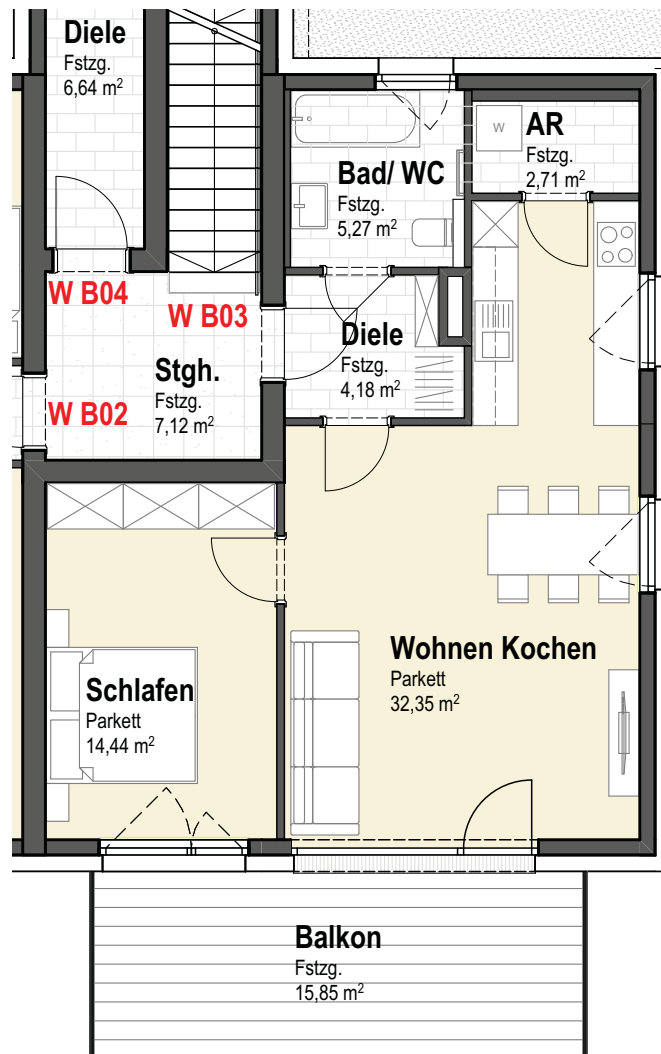 Diele
Fstzg.
6,64 m²
W
AR
Fstzg.
2,71 m²
Bad/ WC
Fstzg.
5,27 m²
W B04
W B03
Diele
Fstzg.
4,18 m²
Stgh.
Fstzg.
7,12 m²
W B02
Wohnen Kochen
Parkett
32,35 m²
Schlafen
Parkett
14,44 m²
Balkon
Fstzg.
15,85 m²